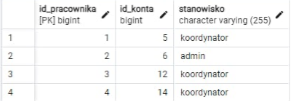 id_pracownika id_konta stanowisko
[PK] bigint bigint character varying (255)
1 1 5 koordynator
2 2 6 admin
3 3 12 koordynator
4 4 14 koordynator